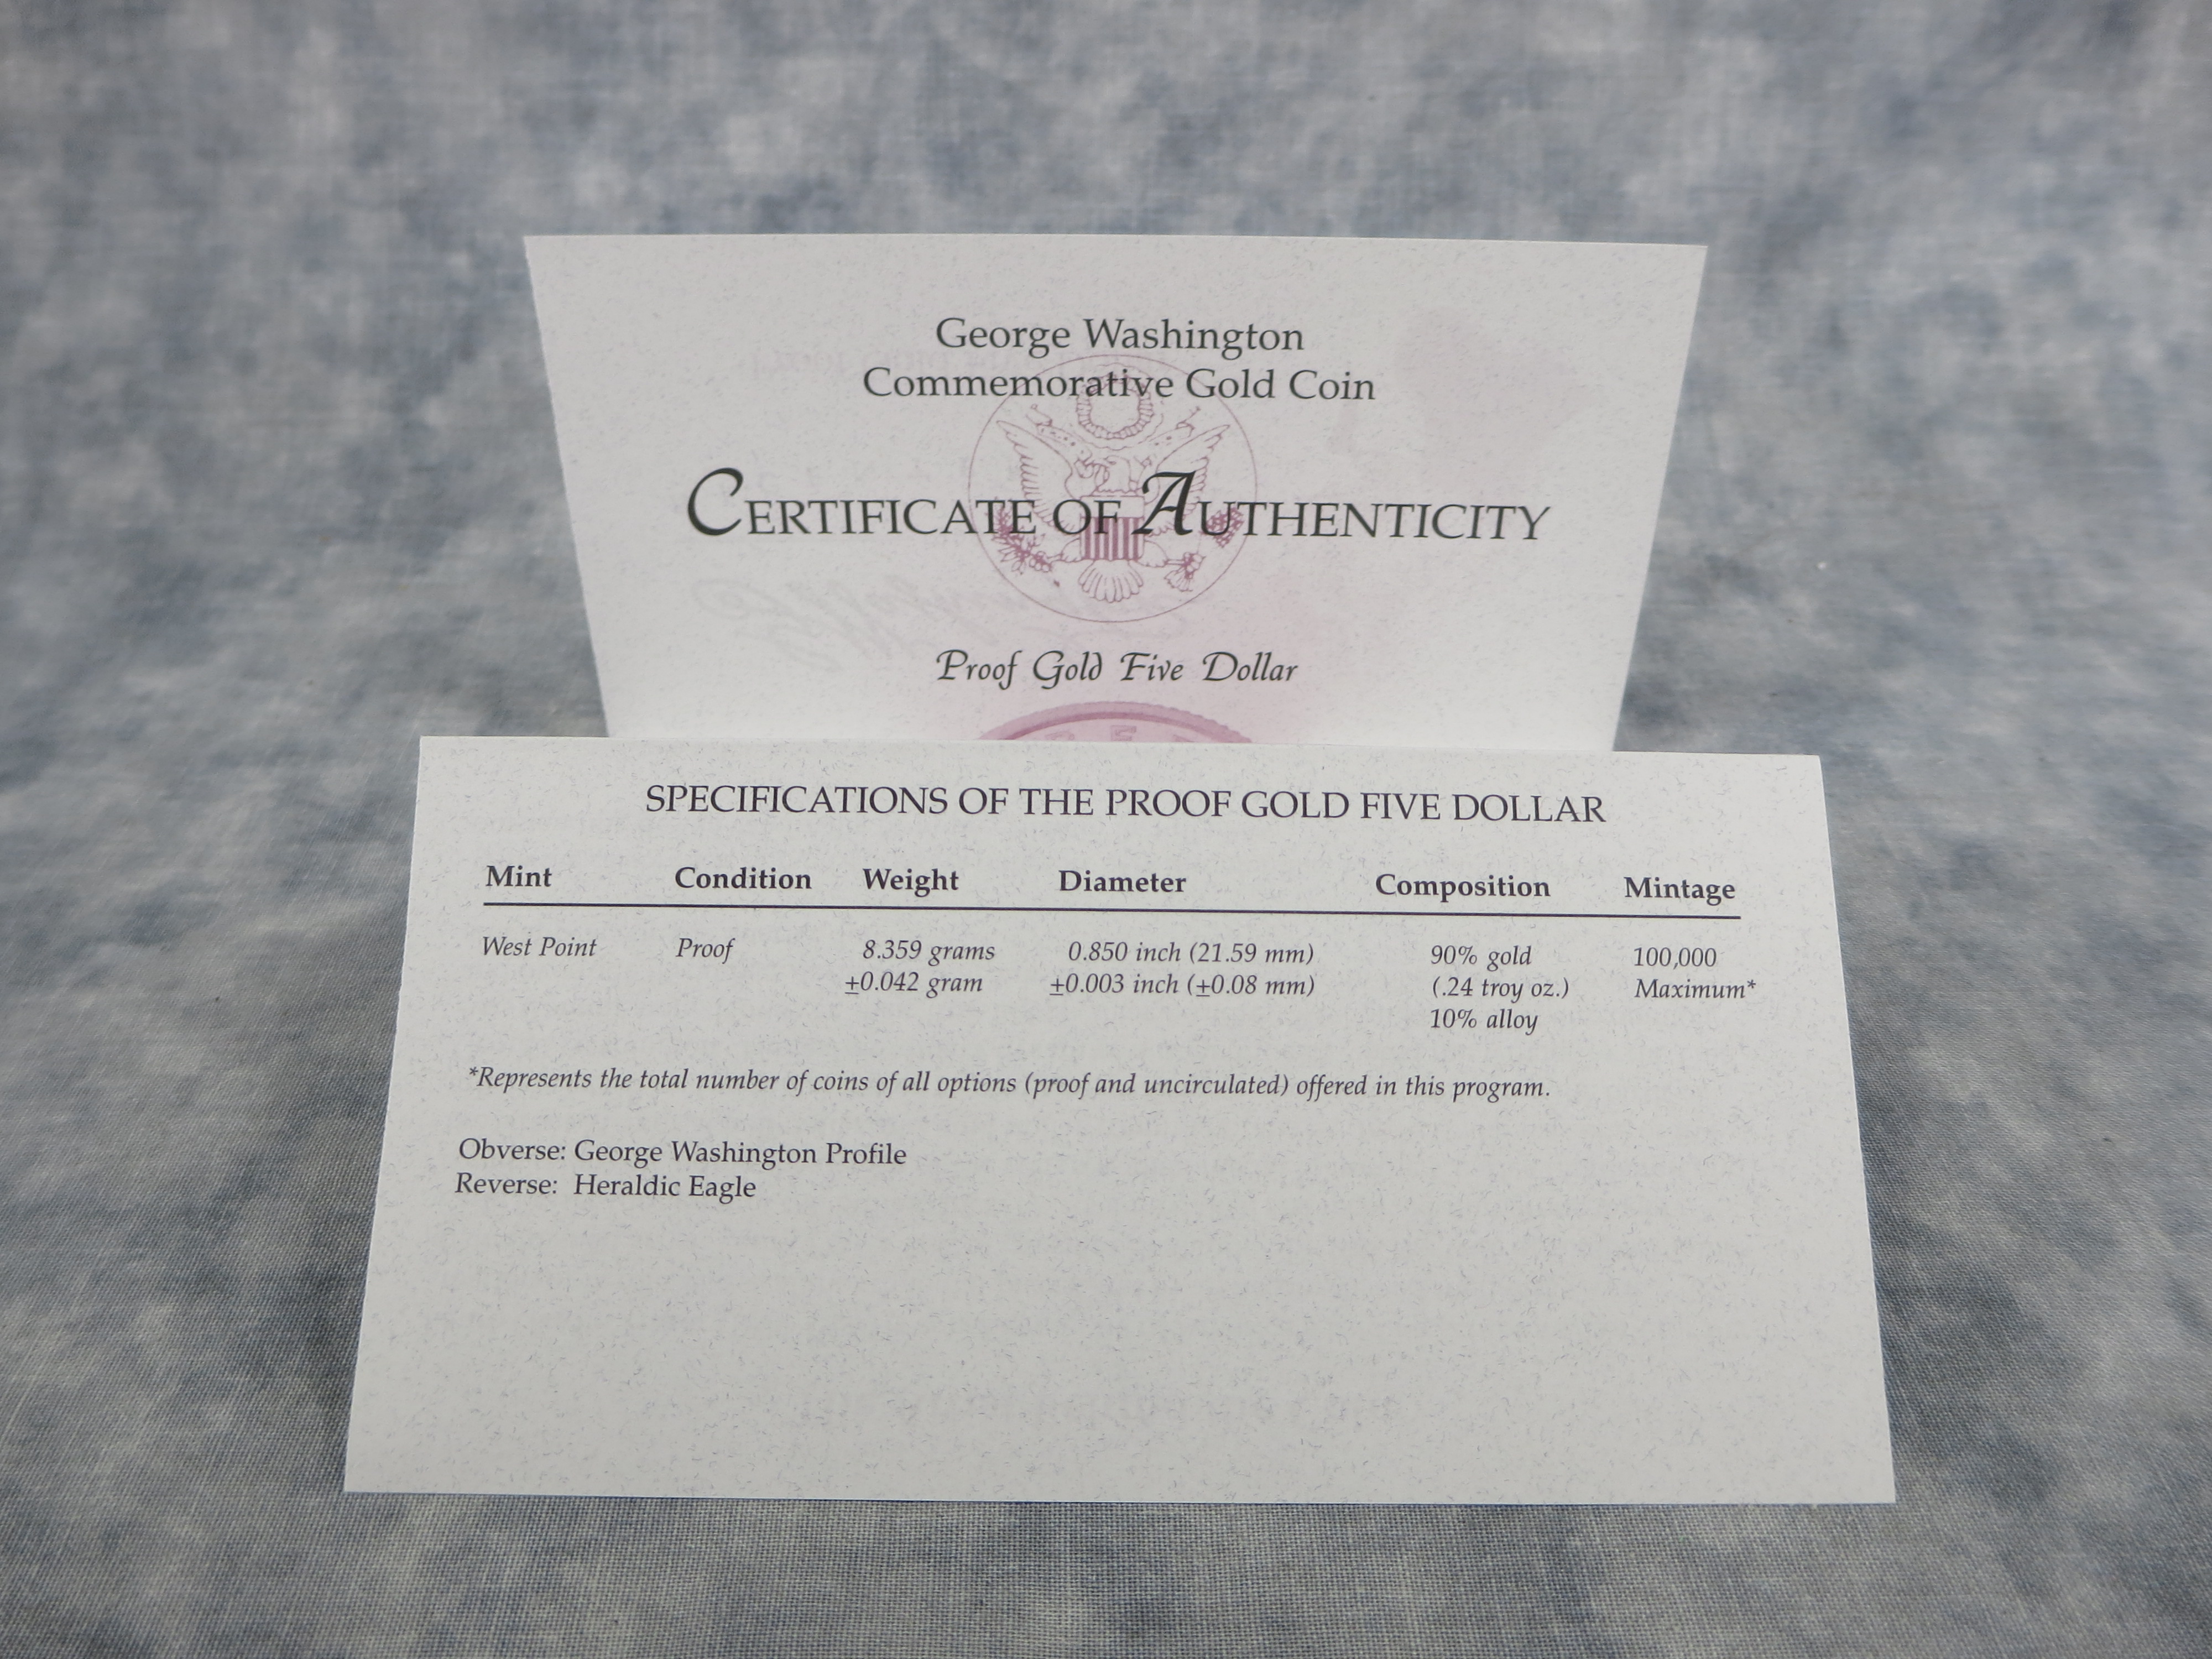 George Washington
Commemorative Gold Coin
CERTIFICATE OF AUTHENTICITY
Proof Gold Five Dollar
SPECIFICATIONS OF THE PROOF GOLD FIVE DOLLAR
Mint Condition Weight Diameter Composition Mintage
West Point Proof 8.359 grams 0.850 inch (21.59 mm) 90% gold 100,000
±0.042 gram ±0.003 inch (±0.08 mm) (.24 troy oz.) Maximum*
10% alloy
*Represents the total number of coins of all options (proof and uncirculated) offered in this program.
Obverse: George Washington Profile
Reverse: Heraldic Eagle